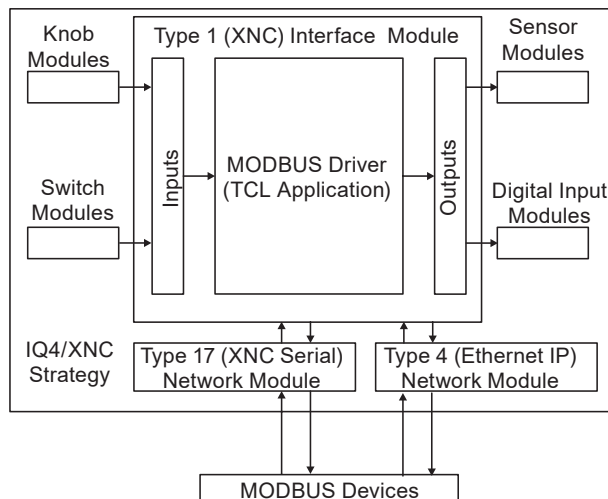 Knob
Modules
Type 1 (XNC) Interface Module
Sensor
Modules
Inputs
MODBUS Driver
(TCL Application)
Outputs
Switch
Modules
Digital Input
Modules
IQ4/XNC
Strategy
Type 17 (XNC Serial)
Network Module
Type 4 (Ethernet IP)
Network Module
MODBUS Devices